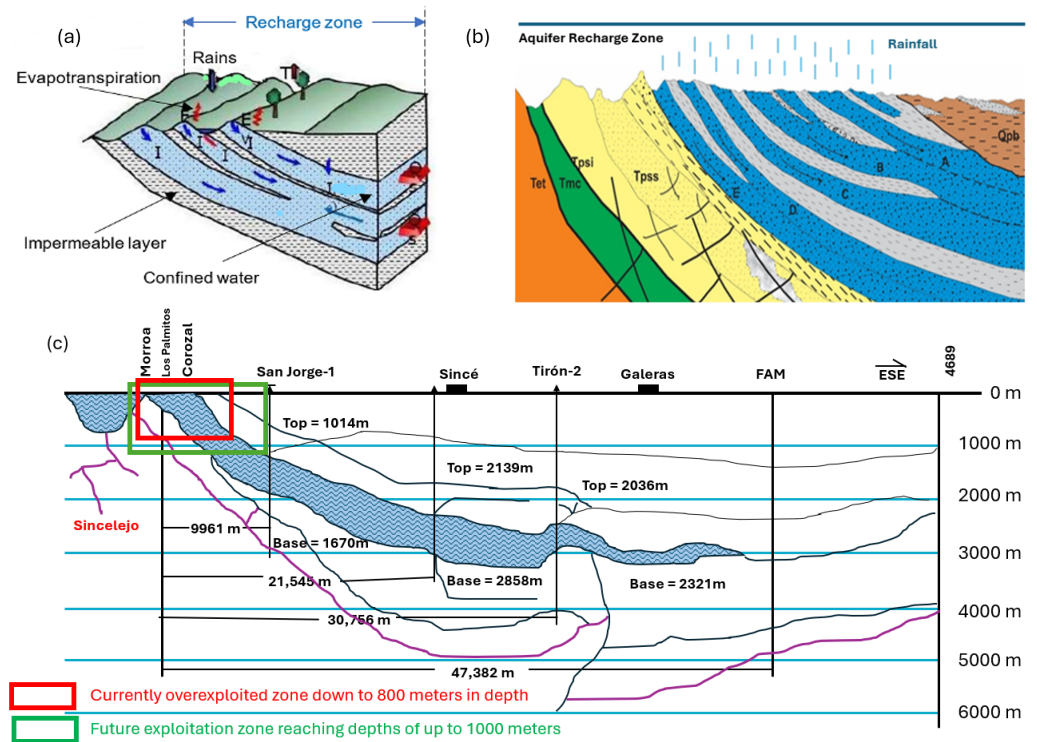 (a)
Recharge zone
Rains
T
Evapotranspiration
E
E
I
I
I
I
Impermeable layer
Confined water
(b)
Aquifer Recharge Zone
Rainfall
Qpb
A
B
C
D
E
Tpsi
Tet
Tmc
Tpss
(c)
Morroa
Los Palmitos
Corozal
San Jorge-1
Sincé
Tirón-2
Galeras
FAM
ESE
4689
0 m
Top = 1014m
1000 m
Top = 2139m
Top = 2036m
2000 m
Sincelejo
9961 m
Base = 1670m
3000 m
21,545 m
Base = 2858m
Base = 2321m
4000 m
30,756 m
5000 m
47,382 m
6000 m
Currently overexploited zone down to 800 meters in depth
Future exploitation zone reaching depths of up to 1000 meters